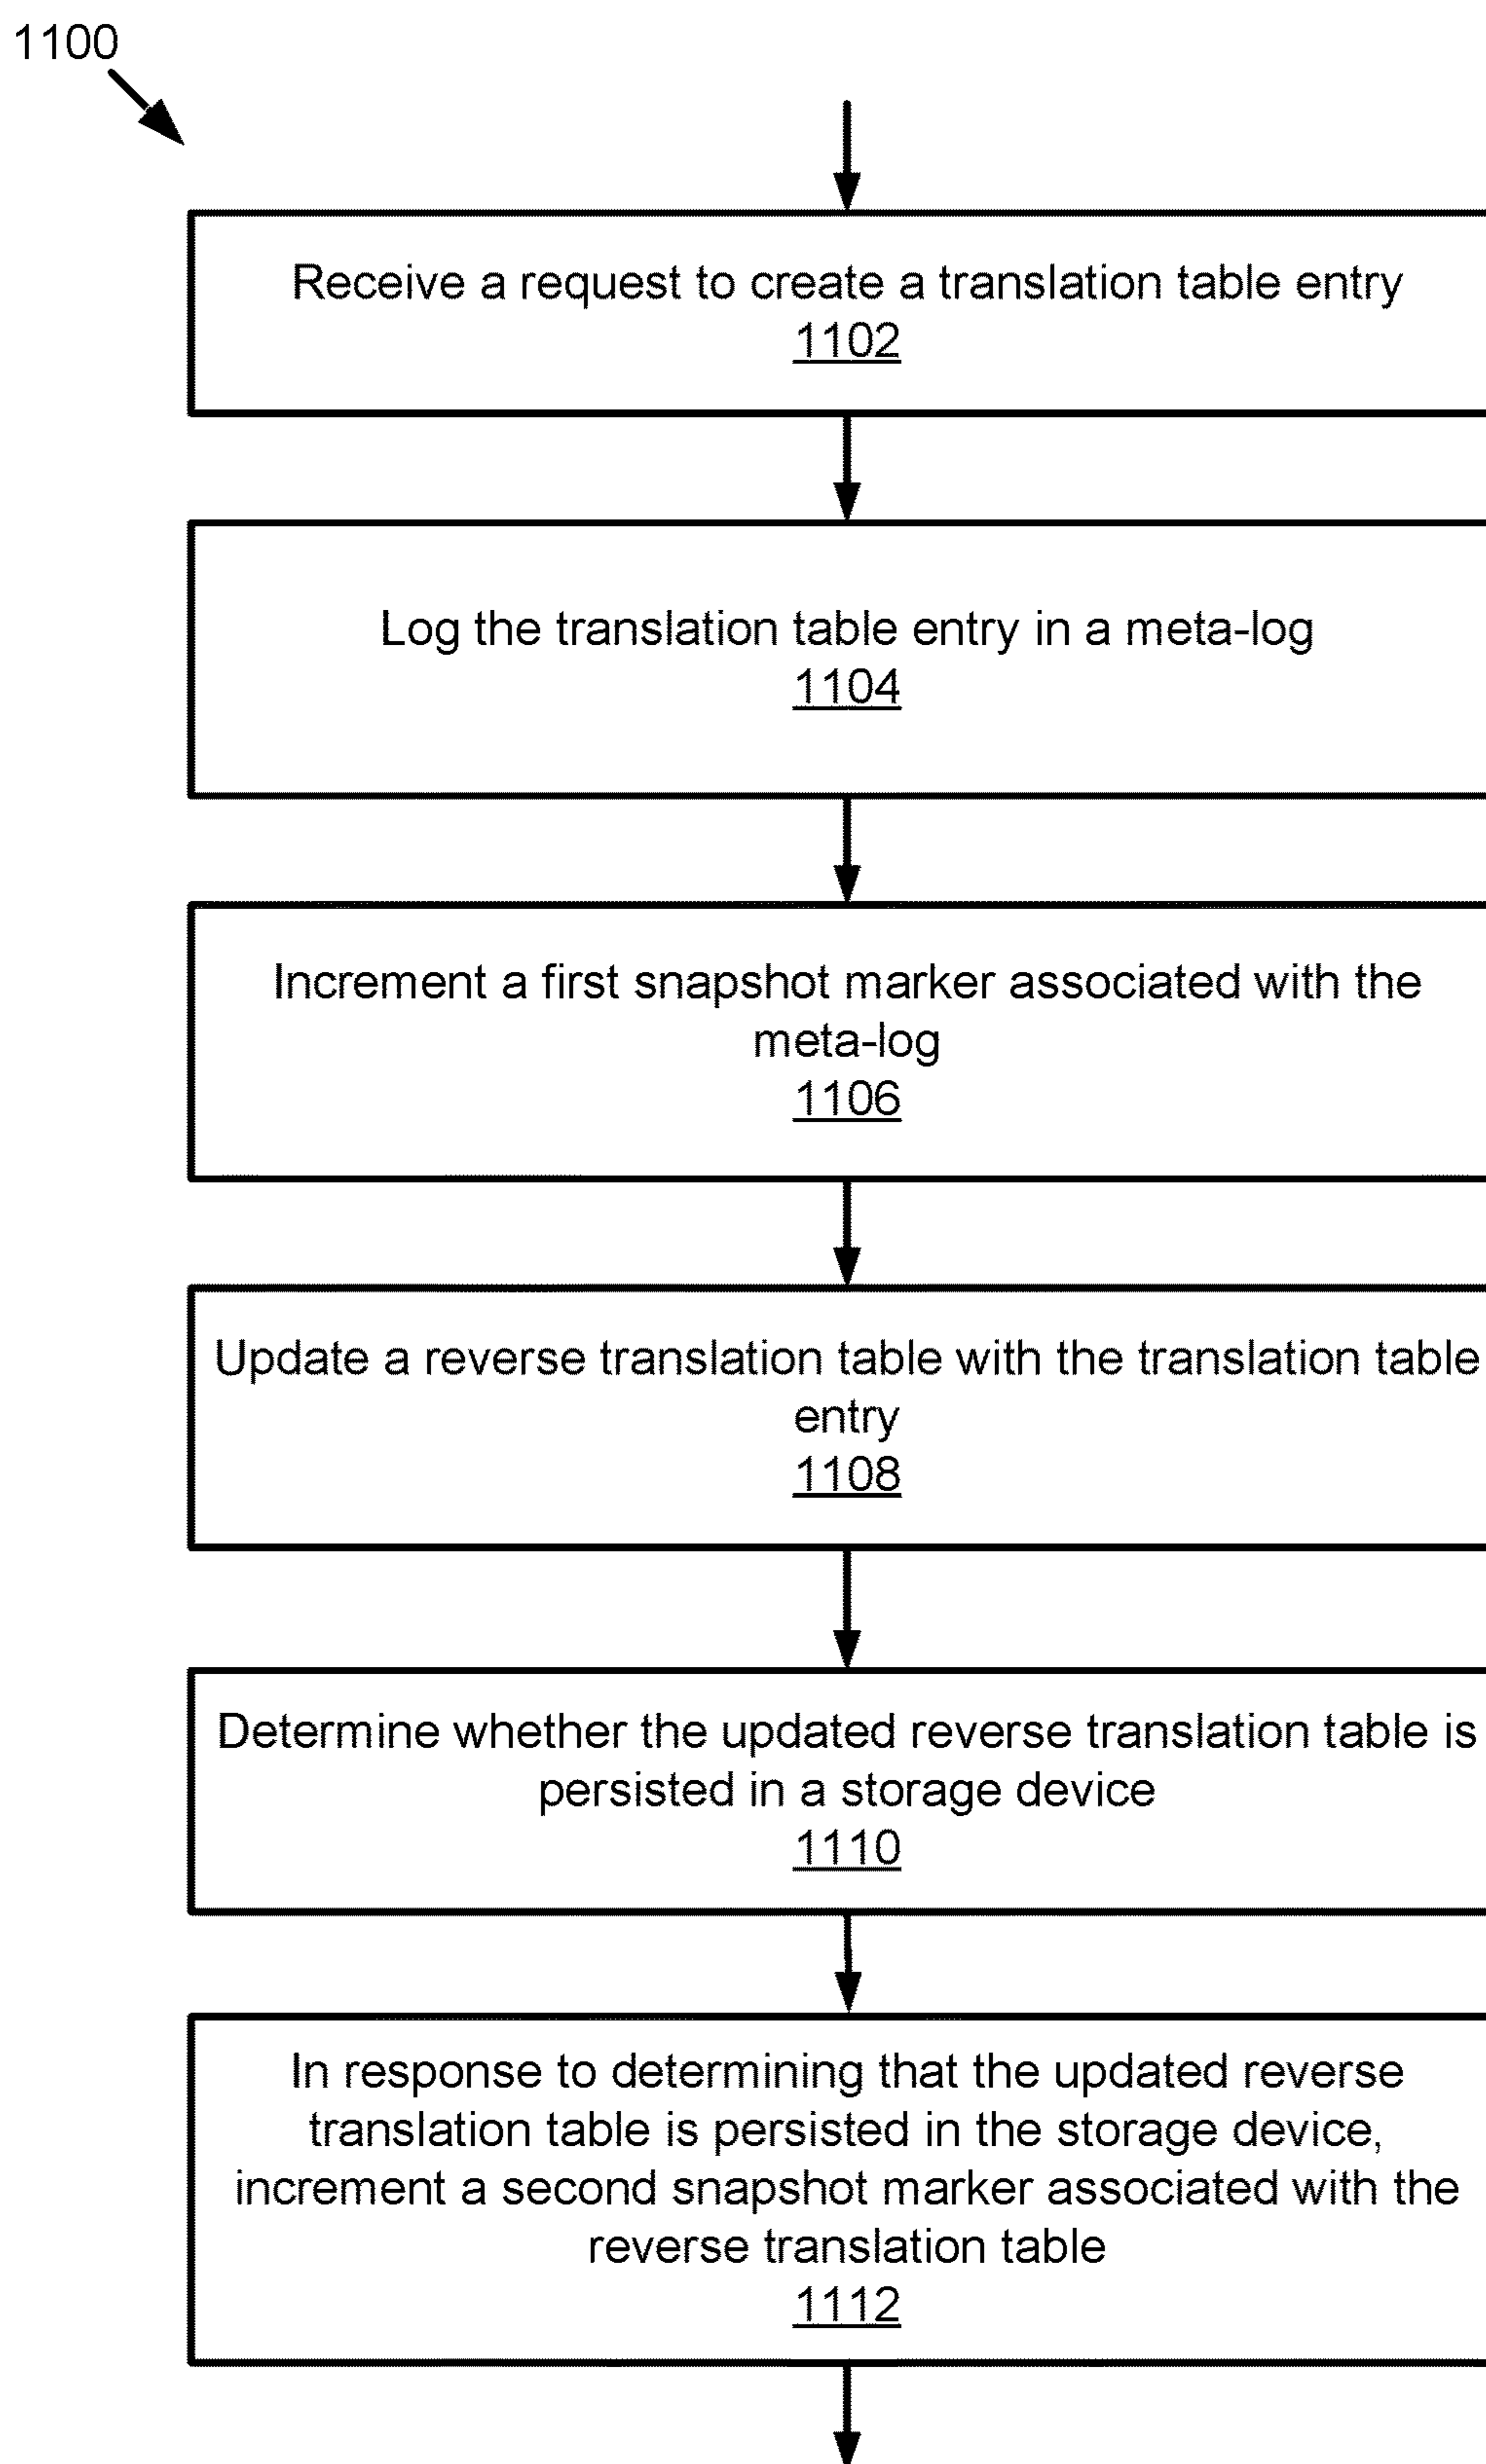 1100
Receive a request to create a translation table entry
1102
Log the translation table entry in a meta-log
1104
Increment a first snapshot marker associated with the
meta-log
1106
Update a reverse translation table with the translation table
entry
1108
Determine whether the updated reverse translation table is
persisted in a storage device
1110
In response to determining that the updated reverse
translation table is persisted in the storage device,
increment a second snapshot marker associated with the
reverse translation table
1112